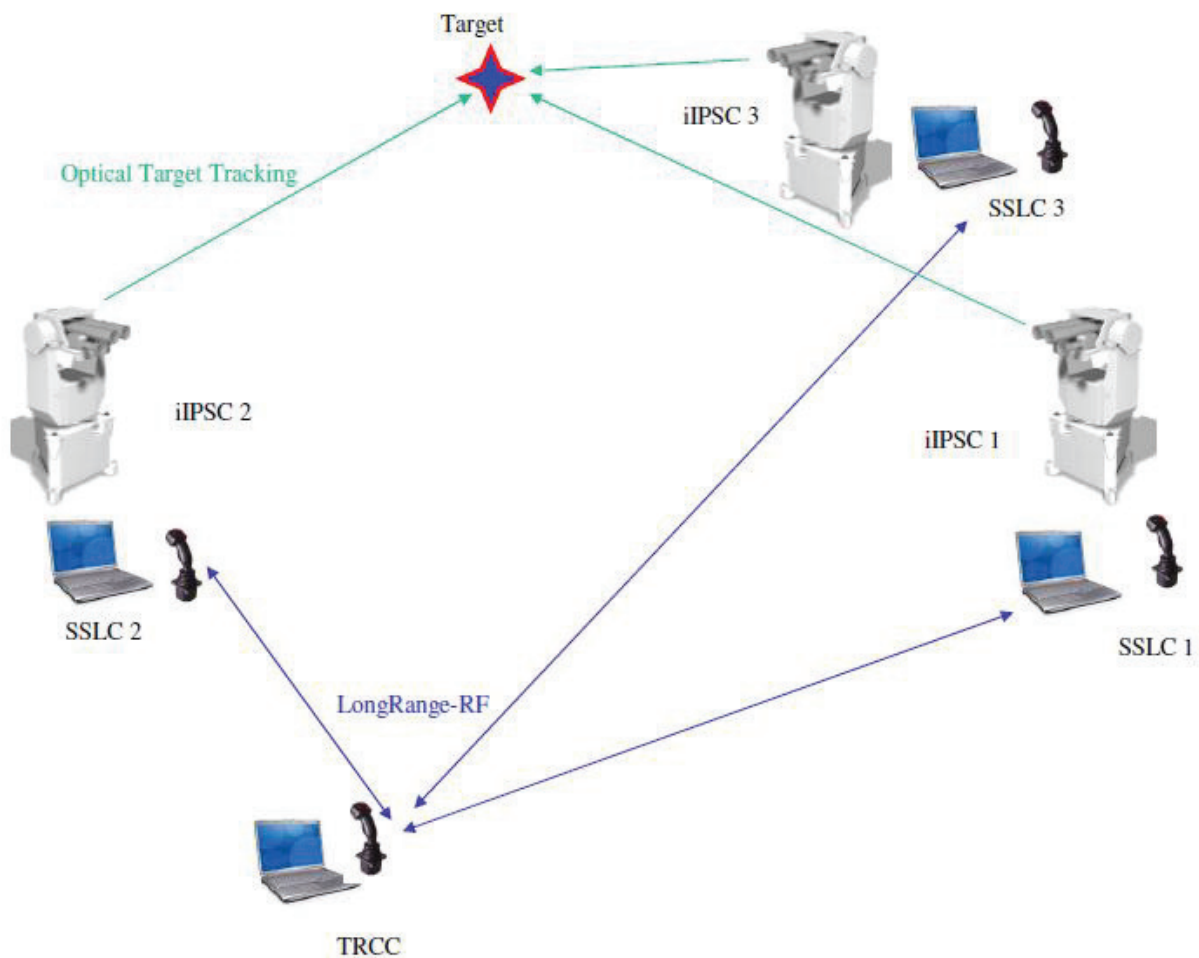 Target
iIPSC 3
Optical Target Tracking
SSLC 3
iIPSC 2
iIPSC 1
SSLC 2
SSLC 1
LongRange-RF
TRCC